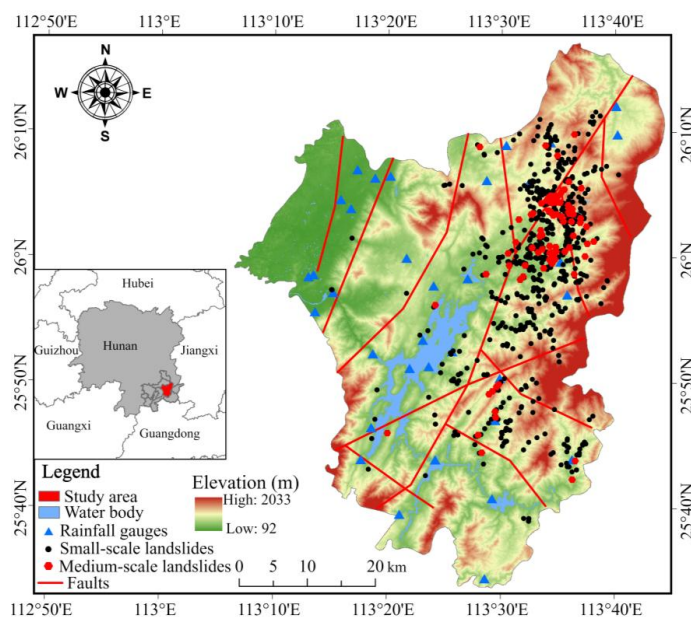 112°50'E 113°E 113°10'E 113°20'E 113°30'E 113°40'E
N
W E
S
26°10'N 26°10'N
26°N 26°N
25°50'N 25°50'N
25°40'N 25°40'N
Hubei
Guizhou Hunan Jiangxi
Guangxi
Guangdong
Legend
Study area
Water body
Rainfall gauges
Small-scale landslides
Medium-scale landslides
Faults
Elevation (m)
High: 2033
Low: 92
0 5 10 20 km
112°50'E 113°E 113°10'E 113°20'E 113°30'E 113°40'E